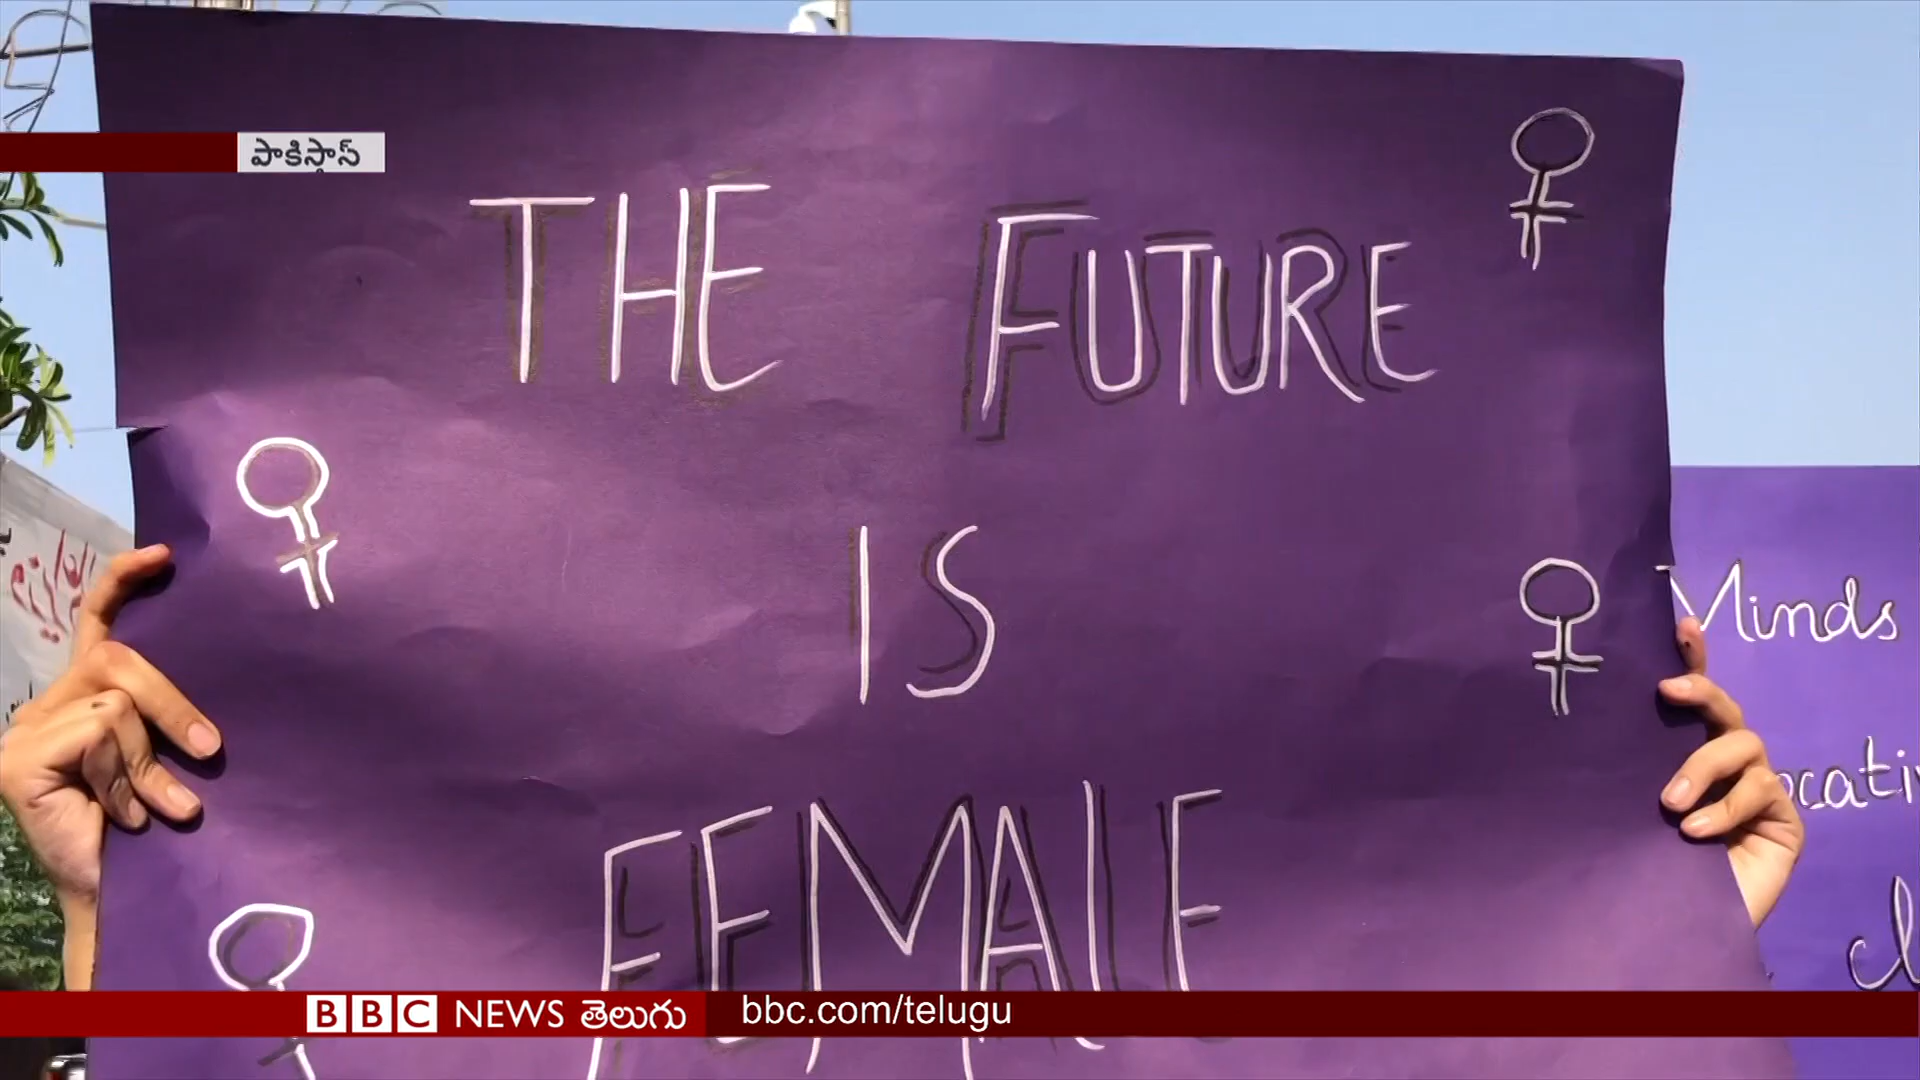 పాకిస్తాన్
THE FUTURE
IS
FEMALE
Minds
BBC NEWS తెలుగు
bbc.com/telugu